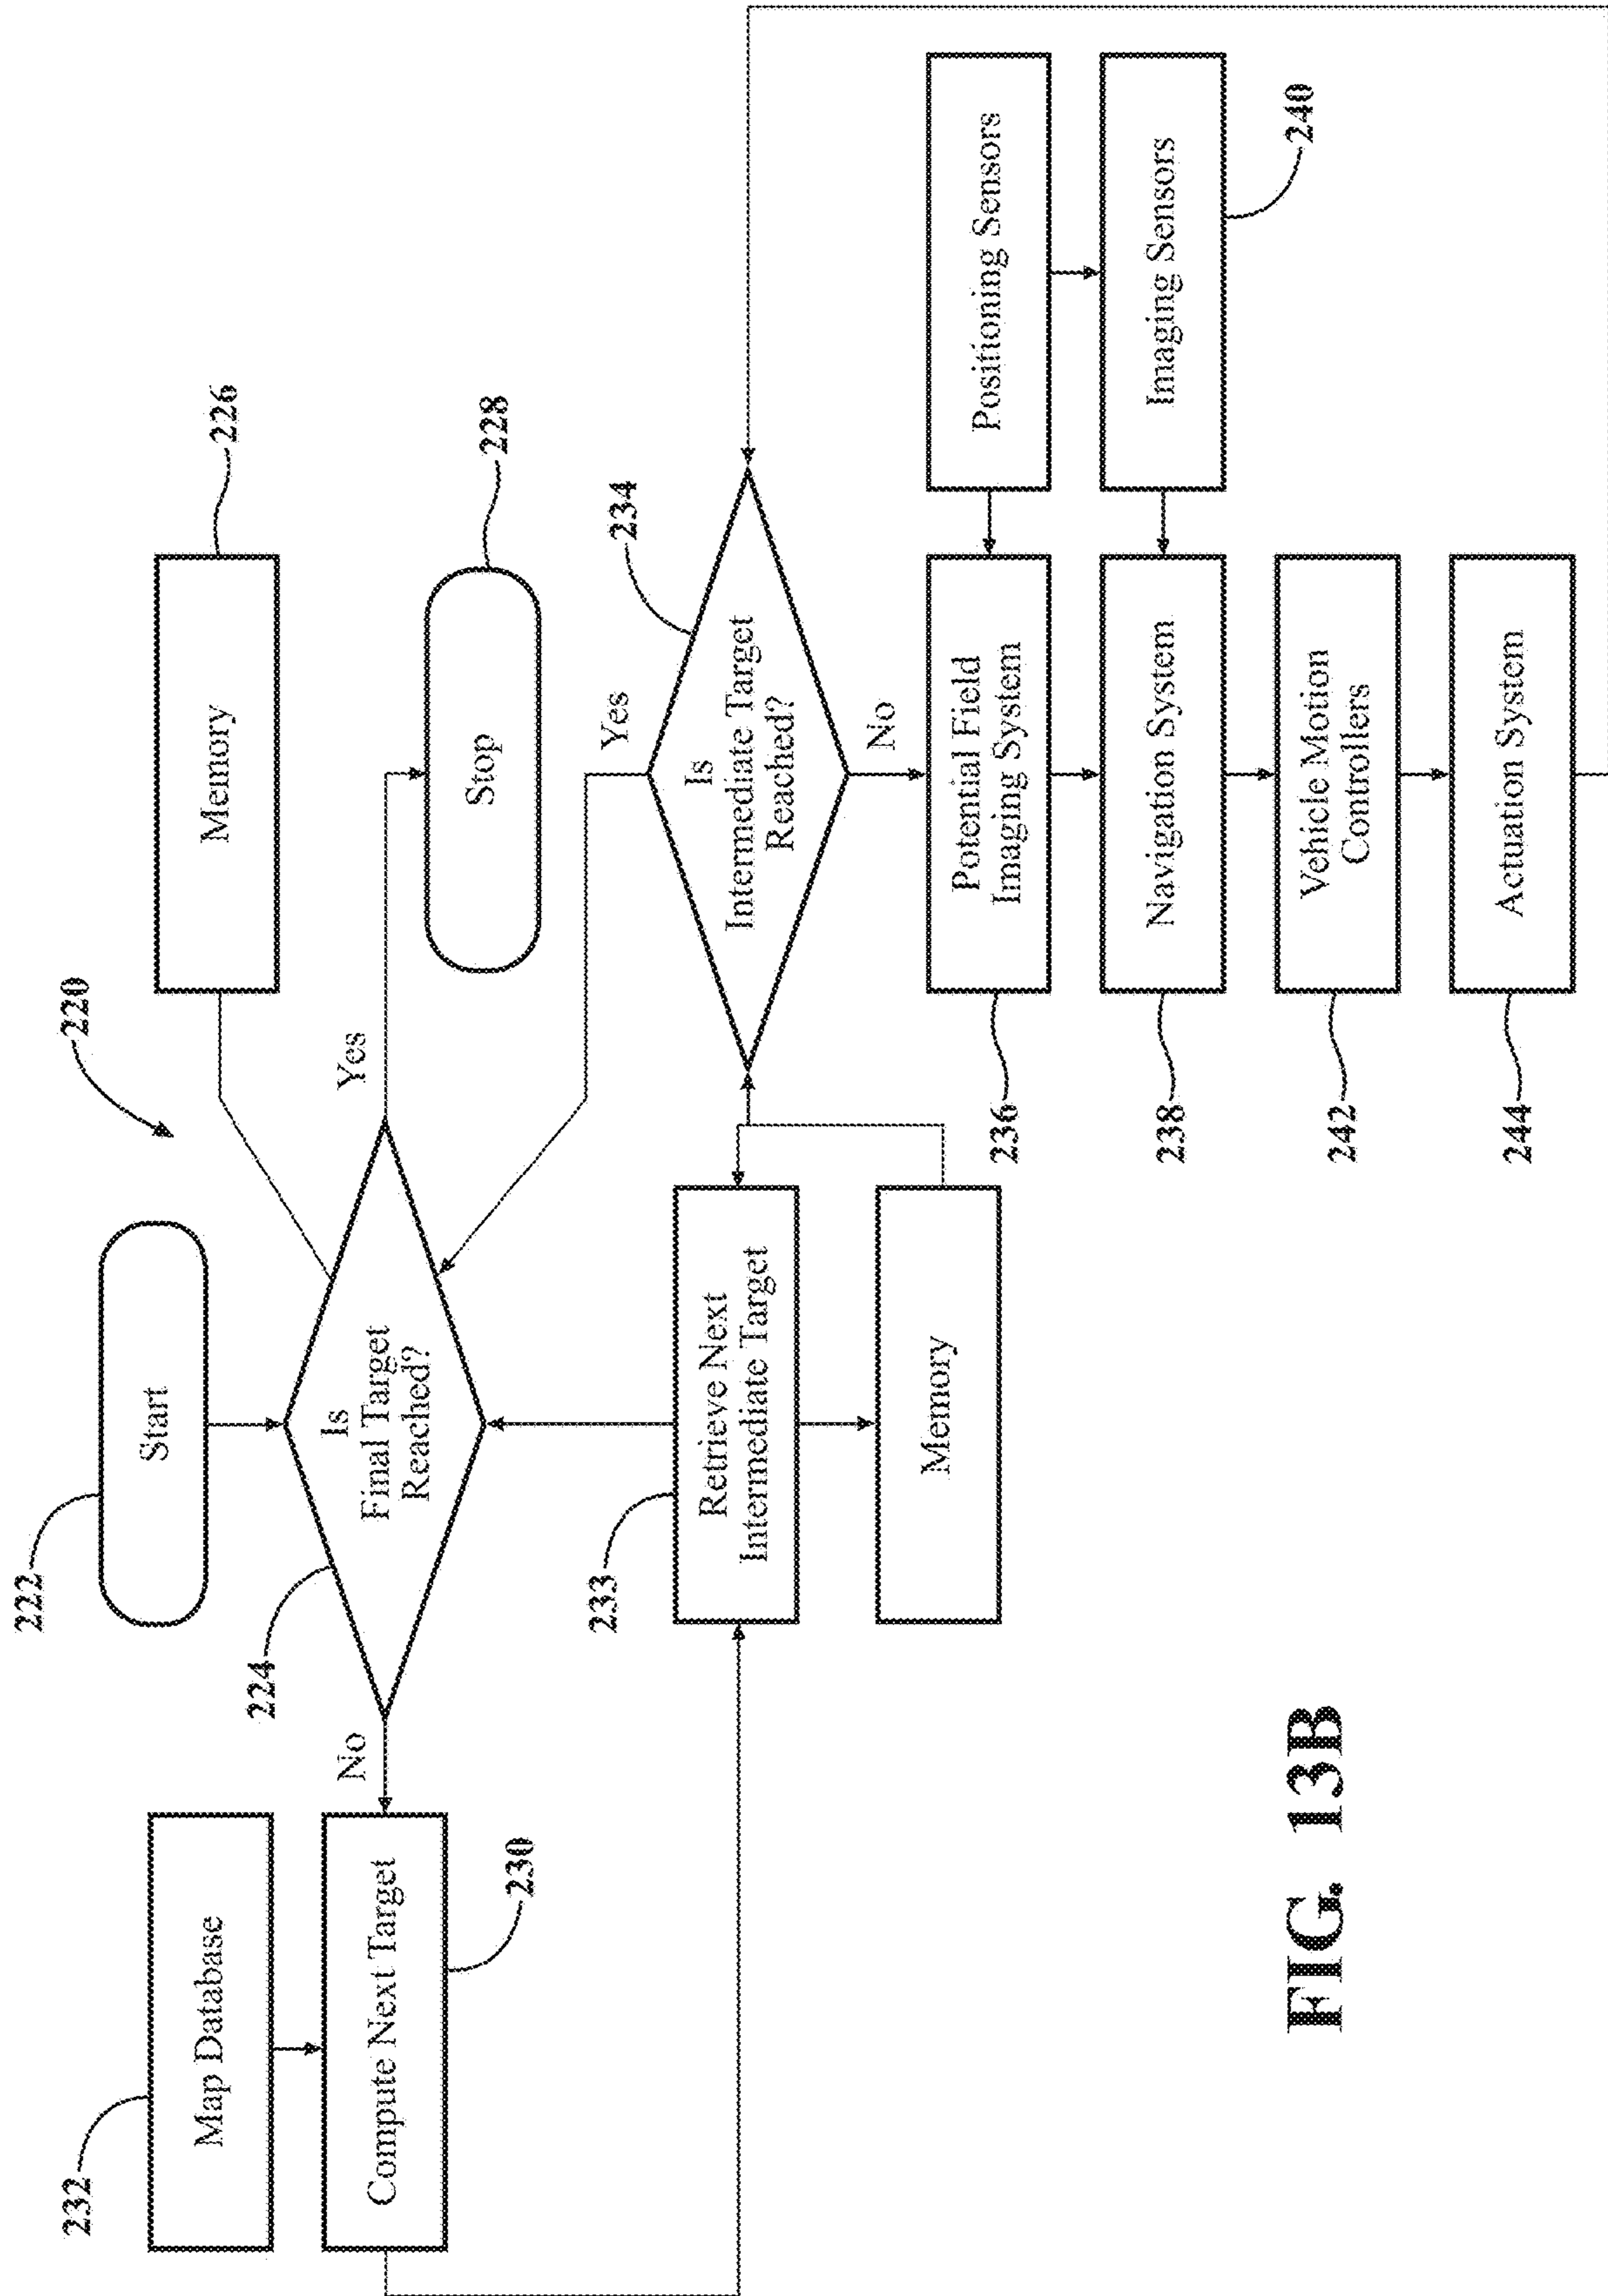 220
222
Start
226
Memory
232
Map Database
224
Is
Final Target
Reached?
Yes
No
228
Stop
230
Compute Next Target
233
Retrieve Next
Intermediate Target
Memory
234
Is
Intermediate Target
Reached?
Yes
No
236
Potential Field
Imaging System
Positioning Sensors
238
Navigation System
Imaging Sensors
240
242
Vehicle Motion
Controllers
244
Actuation System
FIG. 13B